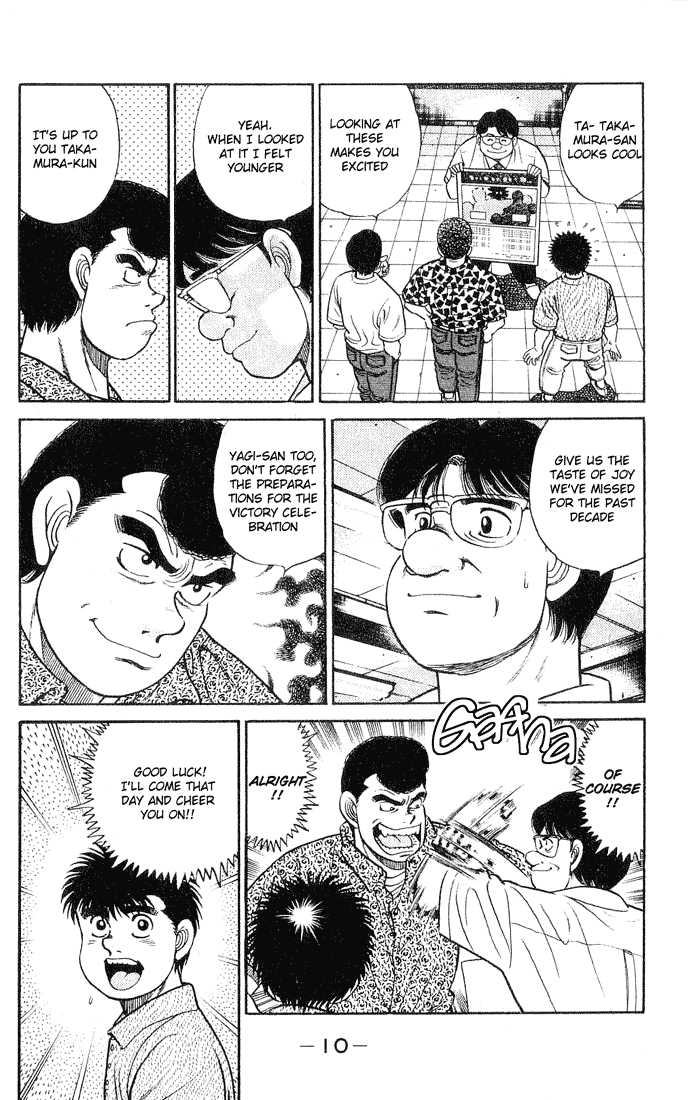 TA- TAKA-
MURA-SAN
LOOKS COOL
LOOKING AT
THESE
MAKES YOU
EXCITED
YEAH.
WHEN I LOOKED
AT IT I FELT
YOUNGER
IT'S UP TO
YOU TAKA-
MURA-KUN
GIVE US THE
TASTE OF JOY
WE'VE MISSED
FOR THE PAST
DECADE
YAGI-SAN TOO,
DON'T FORGET
THE PREPARA-
TIONS FOR THE
VICTORY CELE-
BRATION
OF
COURSE
!!
ALRIGHT
!!
GOOD LUCK!
I'LL COME THAT
DAY AND CHEER
YOU ON!!
—10—